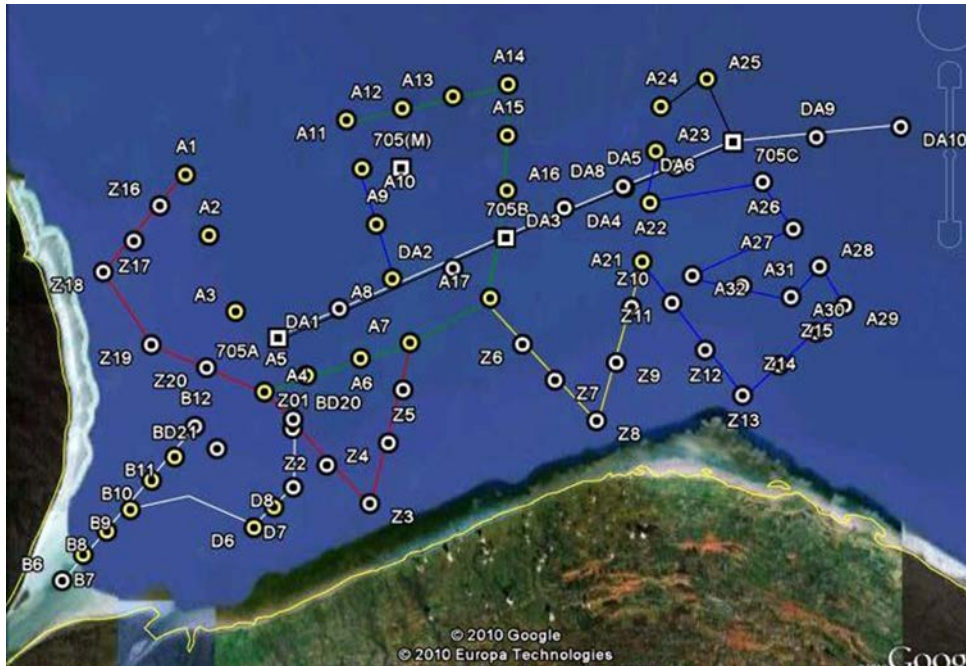 A14
A25
A13
A24
A12
A15
DA9
A11
DA10
705(M)
A23
DA5
A1
DA6
705C
A10
DA8
A16
Z16
A9
A26
705B
DA3
DA4
A2
A22
DA2
Z17
A27
A28
Z18
A21
A17
Z10
A31
A32
A8
A3
Z11
A30
A29
DA1
Z15
A7
Z19
705A
A5
Z6
Z12
Z14
A6
Z9
Z20
A4
Z7
Z01
BD20
Z13
B12
Z5
Z8
BD21
Z4
B11
Z2
B10
D8
Z3
B9
D6
D7
B8
B6
B7
© 2010 Google
© 2010 Europa Technologies
Goog